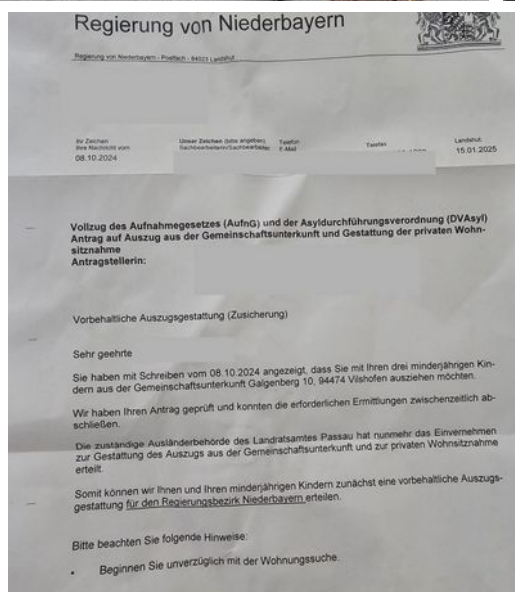 Regierung von Niederbayern
Regierung von Niederbayern - Postfach - 84023 Landshut
Ihr Zeichen
Ihre Nachricht vom
08.10.2024
Unser Zeichen (bitte angeben)
Sachbearbeiterin/Sachbearbeiter
Telefon
E-Mail
Telefax
Landshut,
15.01.2025
Vollzug des Aufnahmegesetzes (AufnG) und der Asyldurchführungsverordnung (DVAsyl)
Antrag auf Auszug aus der Gemeinschaftsunterkunft und Gestattung der privaten Wohn-
sitznahme
Antragstellerin:
Vorbehaltliche Auszugsgestattung (Zusicherung)
Sehr geehrte
Sie haben mit Schreiben vom 08.10.2024 angezeigt, dass Sie mit Ihren drei minderjährigen Kin-
dern aus der Gemeinschaftsunterkunft Galgenberg 10, 94474 Vilshofen ausziehen möchten.
Wir haben Ihren Antrag geprüft und konnten die erforderlichen Ermittlungen zwischenzeitlich ab-
schließen.
Die zuständige Ausländerbehörde des Landratsamtes Passau hat nunmehr das Einvernehmen
zur Gestattung des Auszugs aus der Gemeinschaftsunterkunft und zur privaten Wohnsitznahme
erteilt.
Somit können wir Ihnen und Ihren minderjährigen Kindern zunächst eine vorbehaltliche Auszugs-
gestattung für den Regierungsbezirk Niederbayern erteilen.
Bitte beachten Sie folgende Hinweise:
• Beginnen Sie unverzüglich mit der Wohnungssuche.